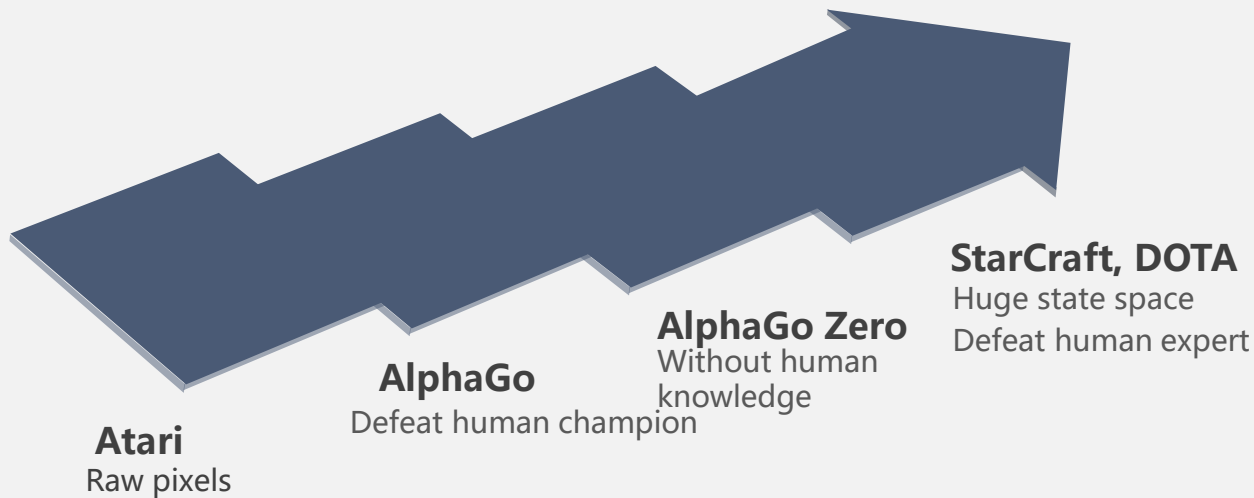 Atari
Raw pixels
AlphaGo
Defeat human champion
AlphaGo Zero
Without human
knowledge
StarCraft, DOTA
Huge state space
Defeat human expert